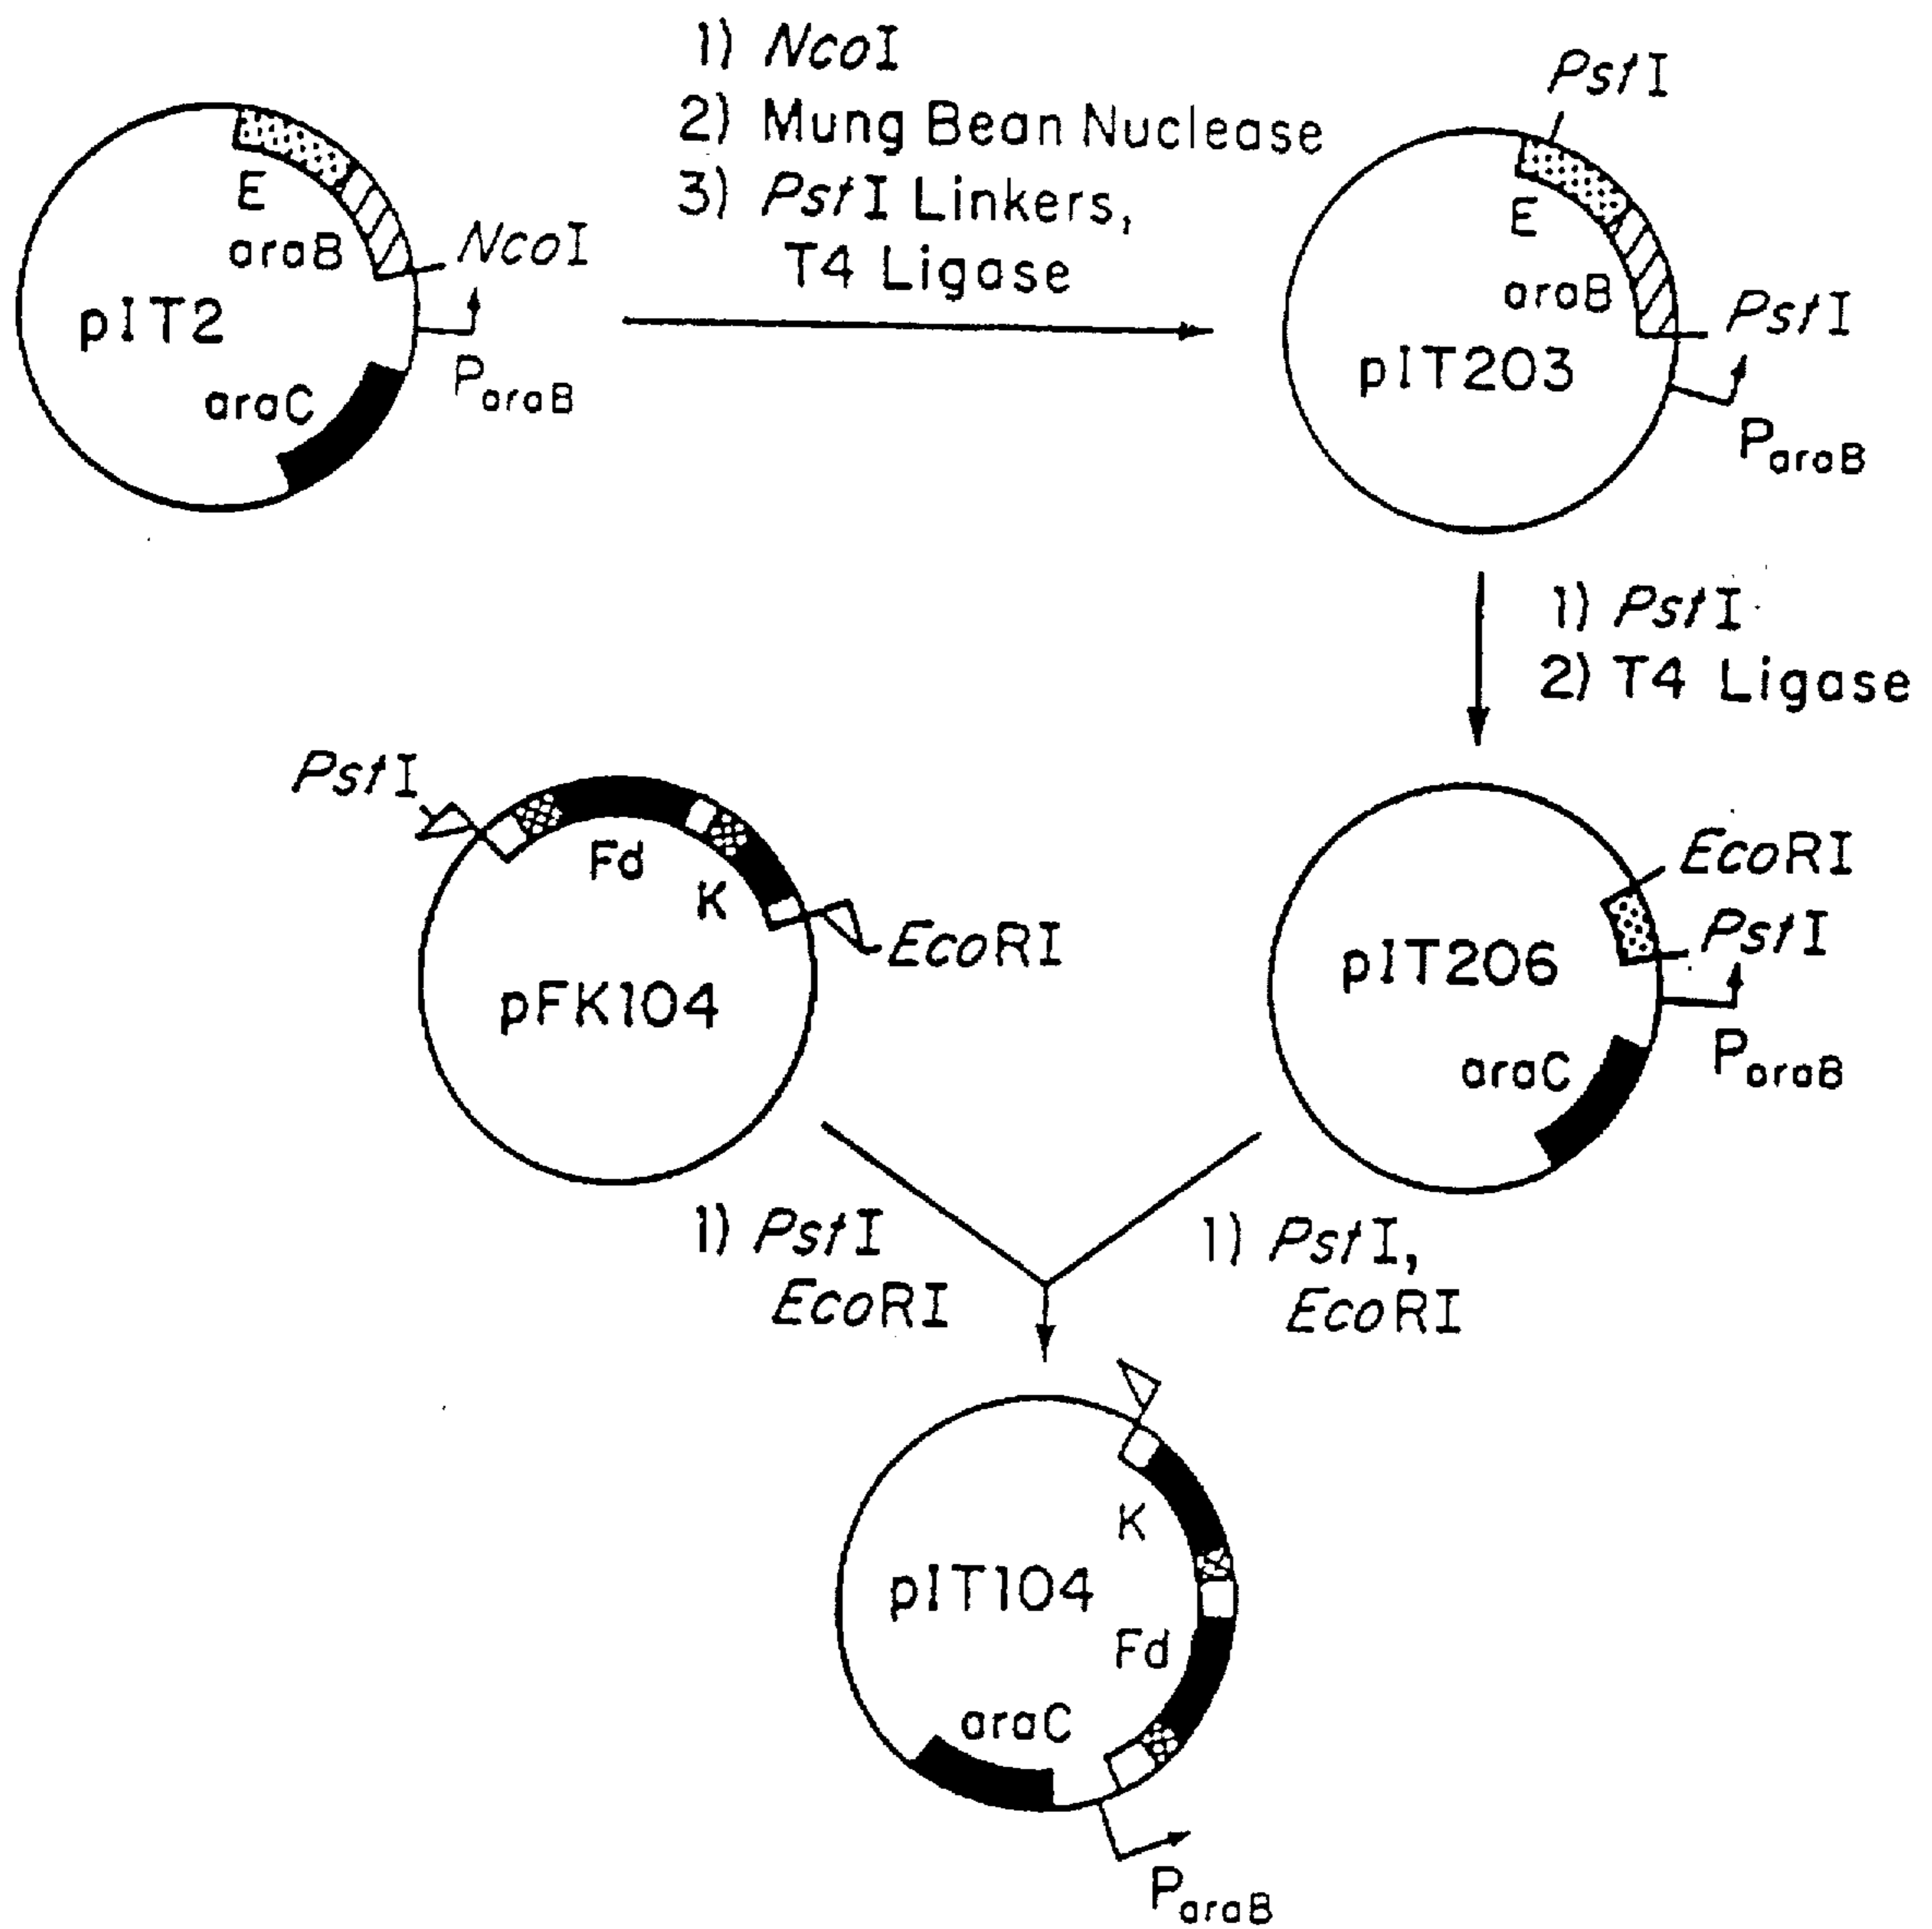 1) NcoI
2) Mung Bean Nuclease
3) PstI Linkers,
T4 Ligase
E
araB
NcoI
pIT2
ParaB
araC
PstI
E
araB
PstI
pIT203
ParaB
1) PstI
2) T4 Ligase
PstI
Fd
K
EcoRI
pFK104
EcoRI
PstI
pIT206
ParaB
araC
1) PstI
EcoRI
1) PstI,
EcoRI
K
pIT104
Fd
araC
ParaB